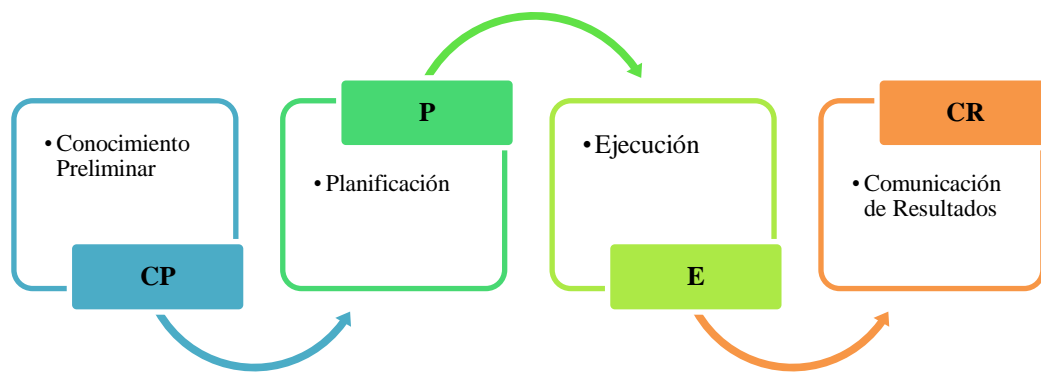 • Conocimiento
Preliminar
CP
P
• Planificación
• Ejecución
E
CR
• Comunicación
de Resultados